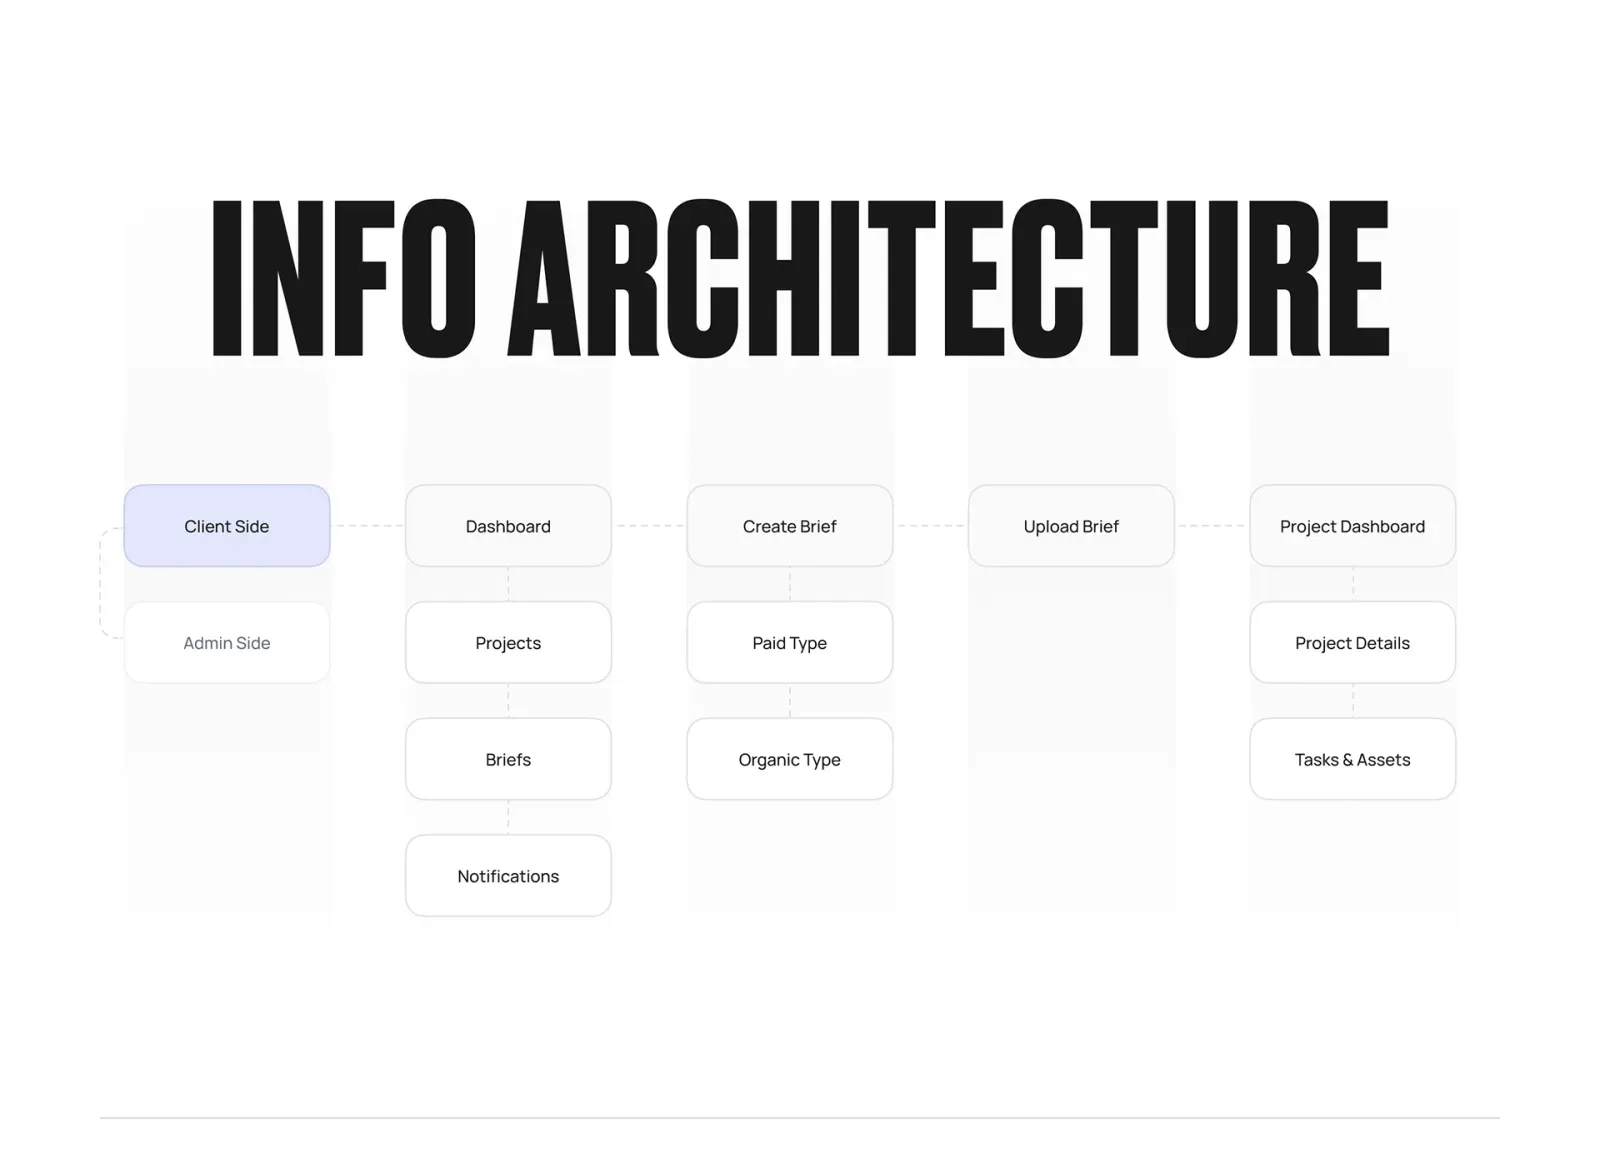 INFO ARCHITECTURE
Client Side
Dashboard
Create Brief
Upload Brief
Project Dashboard
Admin Side
Projects
Paid Type
Project Details
Briefs
Organic Type
Tasks & Assets
Notifications